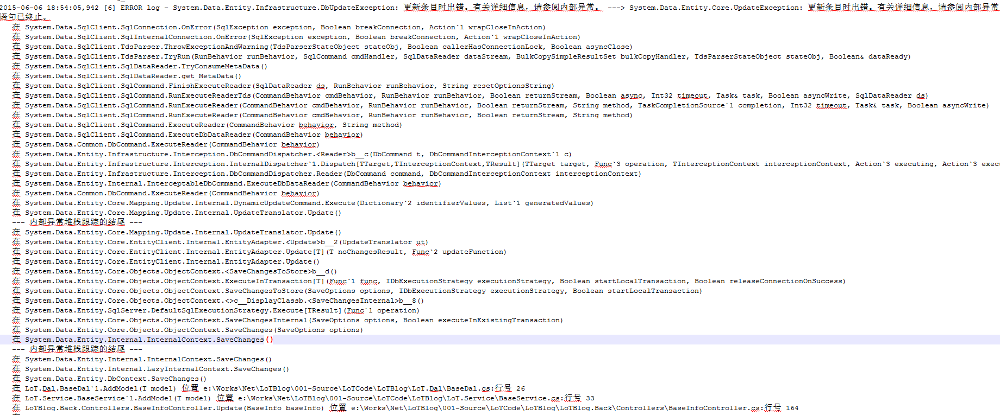 2015-06-06 18:54:05,942 [6] ERROR log - System.Data.Entity.Infrastructure.DbUpdateException: 更新条目时出错。有关详细信息，请参阅内部异常。 ---> System.Data.Entity.Core.UpdateException: 更新条目时出错。有关详细信息，请参阅内部异常
语句已终止。
在 System.Data.SqlClient.SqlConnection.OnError(SqlException exception, Boolean breakConnection, Action`1 wrapCloseInAction)
在 System.Data.SqlClient.SqlInternalConnection.OnError(SqlException exception, Boolean breakConnection, Action`1 wrapCloseInAction)
在 System.Data.SqlClient.TdsParser.ThrowExceptionAndWarning(TdsParserStateObject stateObj, Boolean callerHasConnectionLock, Boolean asyncClose)
在 System.Data.SqlClient.TdsParser.TryRun(RunBehavior runBehavior, SqlCommand cmdHandler, SqlDataReader dataStream, BulkCopySimpleResultSet bulkCopyHandler, TdsParserStateObject stateObj, Boolean& dataReady)
在 System.Data.SqlClient.SqlDataReader.TryConsumeMetaData()
在 System.Data.SqlClient.SqlDataReader.get_MetaData()
在 System.Data.SqlClient.SqlCommand.FinishExecuteReader(SqlDataReader ds, RunBehavior runBehavior, String resetOptionsString)
在 System.Data.SqlClient.SqlCommand.RunExecuteReaderTds(CommandBehavior cmdBehavior, RunBehavior runBehavior, Boolean returnStream, Boolean async, Int32 timeout, Task& task, Boolean asyncWrite, SqlDataReader ds)
在 System.Data.SqlClient.SqlCommand.RunExecuteReader(CommandBehavior cmdBehavior, RunBehavior runBehavior, Boolean returnStream, String method, TaskCompletionSource`1 completion, Int32 timeout, Task& task, Boolean asyncWrite)
在 System.Data.SqlClient.SqlCommand.RunExecuteReader(CommandBehavior cmdBehavior, RunBehavior runBehavior, Boolean returnStream, String method)
在 System.Data.SqlClient.SqlCommand.ExecuteReader(CommandBehavior behavior, String method)
在 System.Data.SqlClient.SqlCommand.ExecuteDbDataReader(CommandBehavior behavior)
在 System.Data.Common.DbCommand.ExecuteReader(CommandBehavior behavior)
在 System.Data.Entity.Infrastructure.Interception.DbCommandDispatcher.<Reader>b__c(DbCommand t, DbCommandInterceptionContext`1 c)
在 System.Data.Entity.Infrastructure.Interception.InternalDispatcher`1.Dispatch[TTarget,TInterceptionContext,TResult](TTarget target, Func`3 operation, TInterceptionContext interceptionContext, Action`3 executing, Action`3 exec
在 System.Data.Entity.Infrastructure.Interception.DbCommandDispatcher.Reader(DbCommand command, DbCommandInterceptionContext interceptionContext)
在 System.Data.Entity.Internal.InterceptableDbCommand.ExecuteDbDataReader(CommandBehavior behavior)
在 System.Data.Common.DbCommand.ExecuteReader(CommandBehavior behavior)
在 System.Data.Entity.Core.Mapping.Update.Internal.DynamicUpdateCommand.Execute(Dictionary`2 identifierValues, List`1 generatedValues)
在 System.Data.Entity.Core.Mapping.Update.Internal.UpdateTranslator.Update()
--- 内部异常堆栈跟踪的结尾 ---
在 System.Data.Entity.Core.Mapping.Update.Internal.UpdateTranslator.Update()
在 System.Data.Entity.Core.EntityClient.Internal.EntityAdapter.<Update>b__2(UpdateTranslator ut)
在 System.Data.Entity.Core.EntityClient.Internal.EntityAdapter.Update[T](T noChangesResult, Func`2 updateFunction)
在 System.Data.Entity.Core.EntityClient.Internal.EntityAdapter.Update()
在 System.Data.Entity.Core.Objects.ObjectContext.<SaveChangesToStore>b__d()
在 System.Data.Entity.Core.Objects.ObjectContext.ExecuteInTransaction[T](Func`1 func, IDbExecutionStrategy executionStrategy, Boolean startLocalTransaction, Boolean releaseConnectionOnSuccess)
在 System.Data.Entity.Core.Objects.ObjectContext.SaveChangesToStore(SaveOptions options, IDbExecutionStrategy executionStrategy, Boolean startLocalTransaction)
在 System.Data.Entity.Core.Objects.ObjectContext.<>c__DisplayClassb.<SaveChangesInternal>b__8()
在 System.Data.Entity.SqlServer.DefaultSqlExecutionStrategy.Execute[TResult](Func`1 operation)
在 System.Data.Entity.Core.Objects.ObjectContext.SaveChangesInternal(SaveOptions options, Boolean executeInExistingTransaction)
在 System.Data.Entity.Core.Objects.ObjectContext.SaveChanges(SaveOptions options)
在 System.Data.Entity.Internal.InternalContext.SaveChanges()
--- 内部异常堆栈跟踪的结尾 ---
在 System.Data.Entity.Internal.InternalContext.SaveChanges()
在 System.Data.Entity.Internal.LazyInternalContext.SaveChanges()
在 System.Data.Entity.DbContext.SaveChanges()
在 LoT.Dal.BaseDal`1.AddModel(T model) 位置 e:\Works\Net\LoTBlog\001-Source\LoTCode\LoTBlog\LoT.Dal\BaseDal.cs:行号 26
在 LoT.Service.BaseService`1.AddModel(T model) 位置 e:\Works\Net\LoTBlog\001-Source\LoTCode\LoTBlog\LoT.Service\BaseService.cs:行号 33
在 LoTBlog.Back.Controllers.BaseInfoController.Update(BaseInfo baseInfo) 位置 e:\Works\Net\LoTBlog\001-Source\LoTCode\LoTBlog\LoTBlog.Back\Controllers\BaseInfoController.cs:行号 164